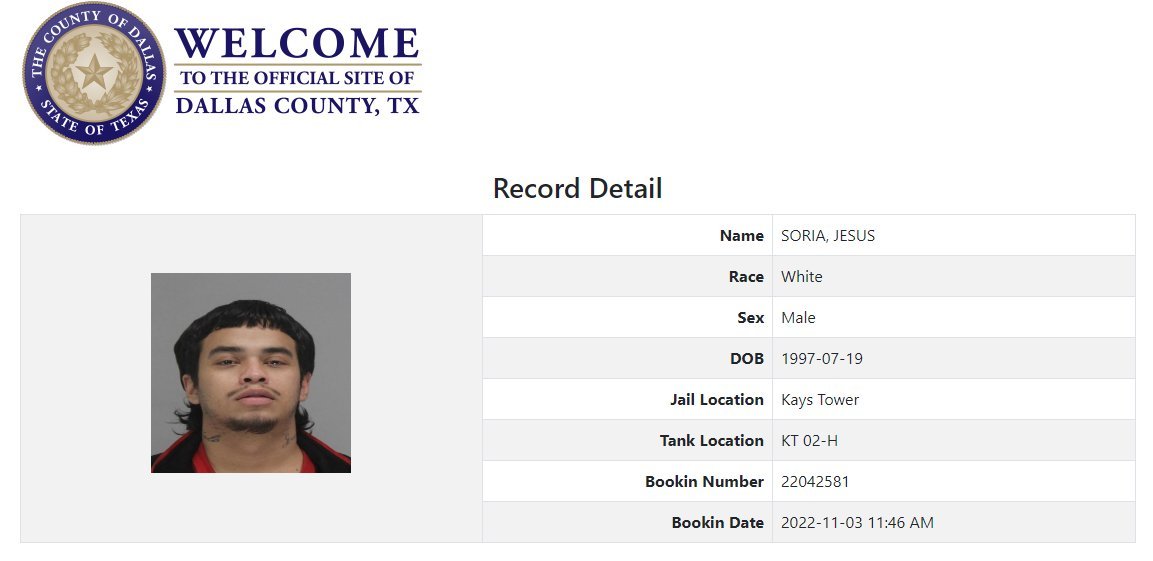 THE COUNTY OF DALLAS
STATE OF TEXAS
WELCOME
TO THE OFFICIAL SITE OF
DALLAS COUNTY, TX
Record Detail
Name SORIA, JESUS
Race White
Sex Male
DOB 1997-07-19
Jail Location Kays Tower
Tank Location KT 02-H
Bookin Number 22042581
Bookin Date 2022-11-03 11:46 AM